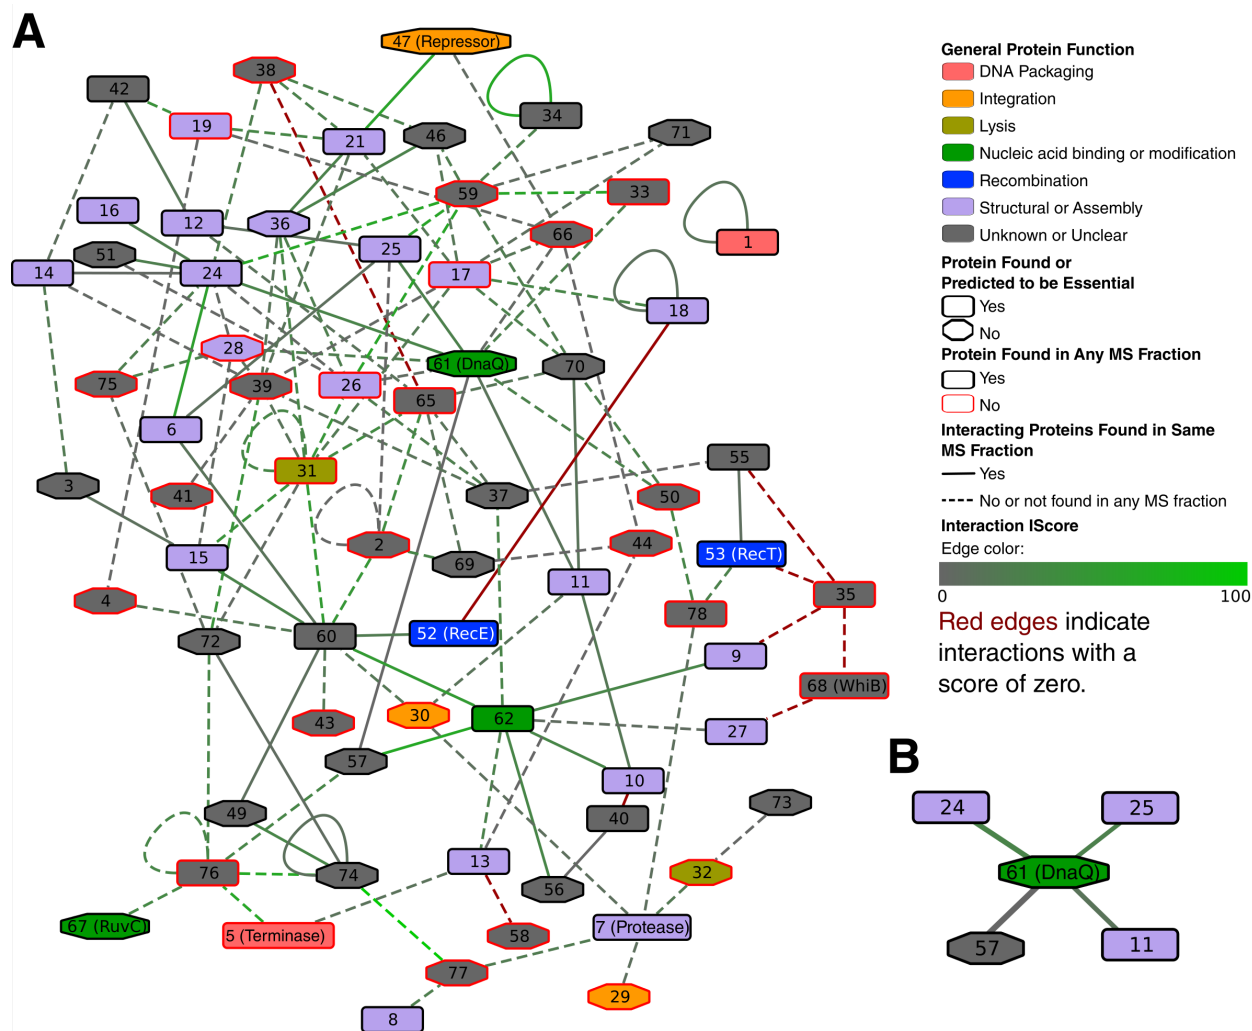 A
47 (Repressor)
38
42
34
19
21
46
71
59
33
16
12
36
66
1
51
25
14
24
17
18
28
61 (DnaQ)
70
75
39
26
65
6
55
31
3
41
37
50
2
44
53 (RecT)
15
69
11
35
4
78
72
60
52 (RecE)
9
68 (WhiB)
43
30
62
27
57
10
49
40
73
76
74
13
56
32
67 (RuvC)
5 (Terminase)
58
7 (Protease)
77
29
8
General Protein Function
DNA Packaging
Integration
Lysis
Nucleic acid binding or modification
Recombination
Structural or Assembly
Unknown or Unclear
Protein Found or
Predicted to be Essential
Yes
No
Protein Found in Any MS Fraction
Yes
No
Interacting Proteins Found in Same
MS Fraction
Yes
No or not found in any MS fraction
Interaction IScore
Edge color:
0 100
Red edges indicate
interactions with a
score of zero.
B
24
25
61 (DnaQ)
57
11